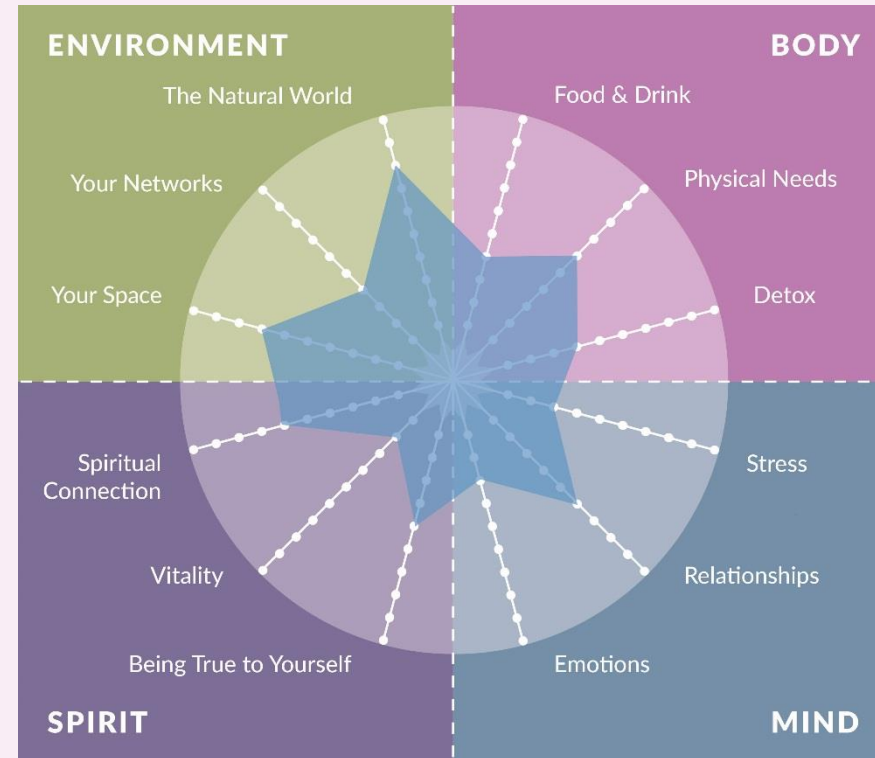 ENVIRONMENT
BODY
The Natural World
Food & Drink
Your Networks
Physical Needs
Your Space
Detox
Spiritual
Connection
Stress
Vitality
Relationships
Being True to Yourself
Emotions
SPIRIT
MIND